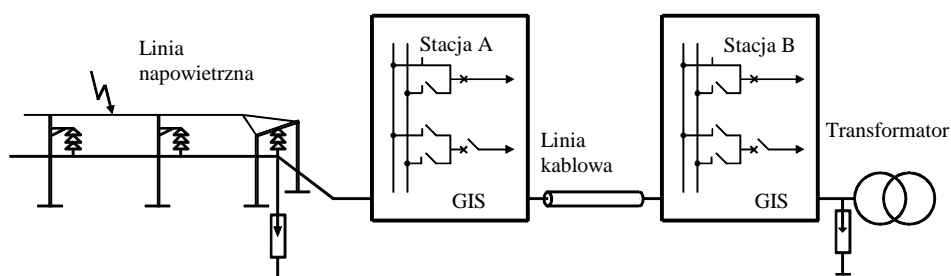 Linia
napowietrzna
Stacja A
GIS
Linia
kablowa
Stacja B
GIS
Transformator